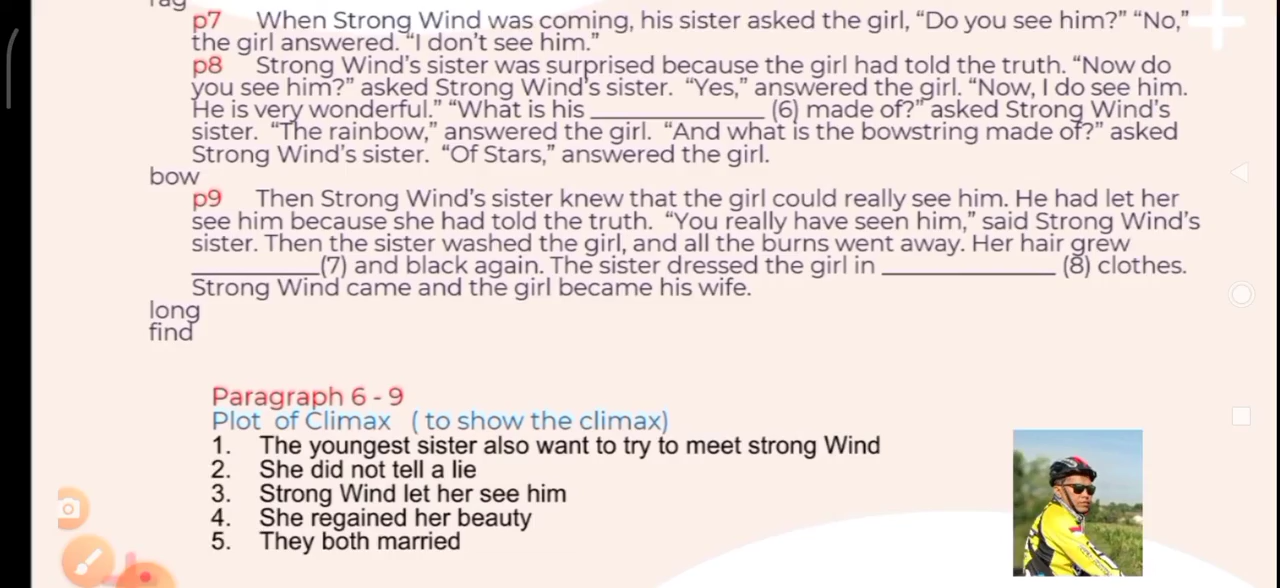 rag
p7 When Strong Wind was coming, his sister asked the girl, “Do you see him?” “No,”
the girl answered. “I don’t see him.”
p8 Strong Wind’s sister was surprised because the girl had told the truth. “Now do
you see him?” asked Strong Wind’s sister. “Yes,” answered the girl. “Now, I do see him.
He is very wonderful.” “What is his ________________ (6) made of?” asked Strong Wind’s
sister. “The rainbow,” answered the girl. “And what is the bowstring made of?” asked
Strong Wind’s sister. “Of Stars,” answered the girl.
bow
p9 Then Strong Wind’s sister knew that the girl could really see him. He had let her
see him because she had told the truth. “You really have seen him,” said Strong Wind’s
sister. Then the sister washed the girl, and all the burns went away. Her hair grew
____________(7) and black again. The sister dressed the girl in ________________ (8) clothes.
Strong Wind came and the girl became his wife.
long
find
Paragraph 6 - 9
Plot of Climax ( to show the climax)
1. The youngest sister also want to try to meet strong Wind
2. She did not tell a lie
3. Strong Wind let her see him
4. She regained her beauty
5. They both married